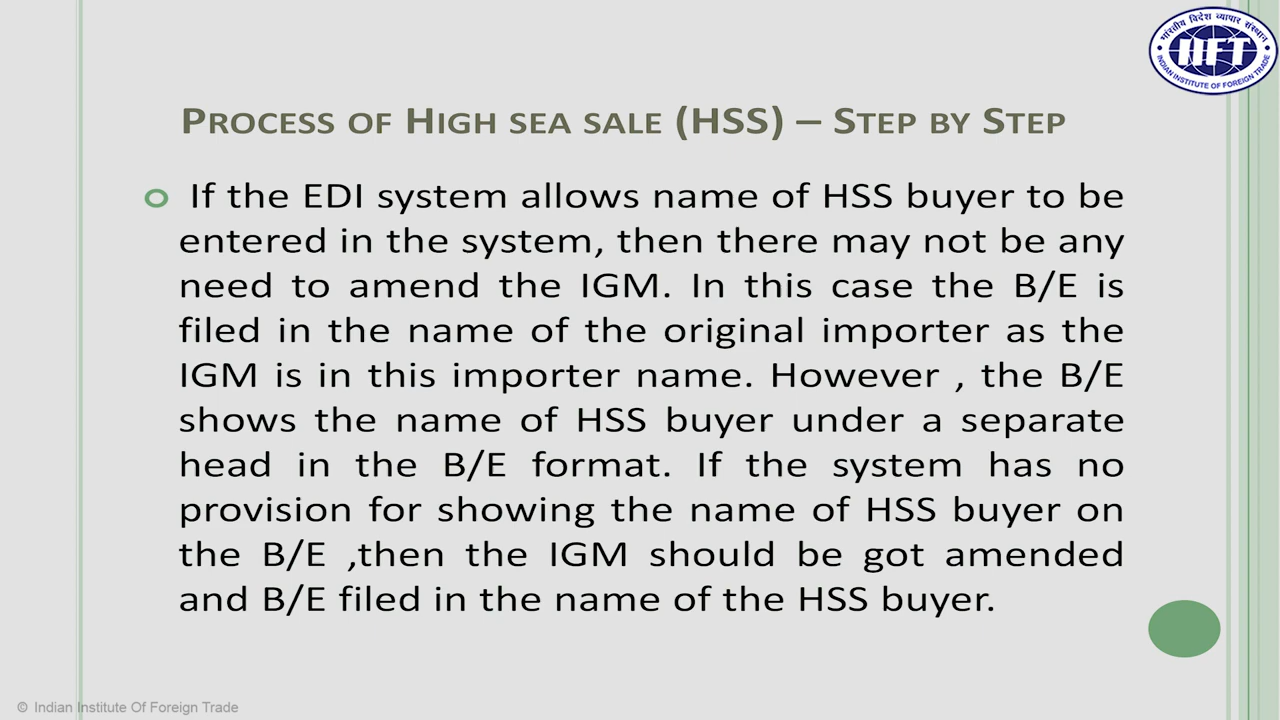 भारतीय विदेश व्यापार संस्थान
IIFT
INDIAN INSTITUTE OF FOREIGN TRADE
PROCESS OF HIGH SEA SALE (HSS) – STEP BY STEP
If the EDI system allows name of HSS buyer to be
entered in the system, then there may not be any
need to amend the IGM. In this case the B/E is
filed in the name of the original importer as the
IGM is in this importer name. However , the B/E
shows the name of HSS buyer under a separate
head in the B/E format. If the system has no
provision for showing the name of HSS buyer on
the B/E ,then the IGM should be got amended
and B/E filed in the name of the HSS buyer.
© Indian Institute Of Foreign Trade